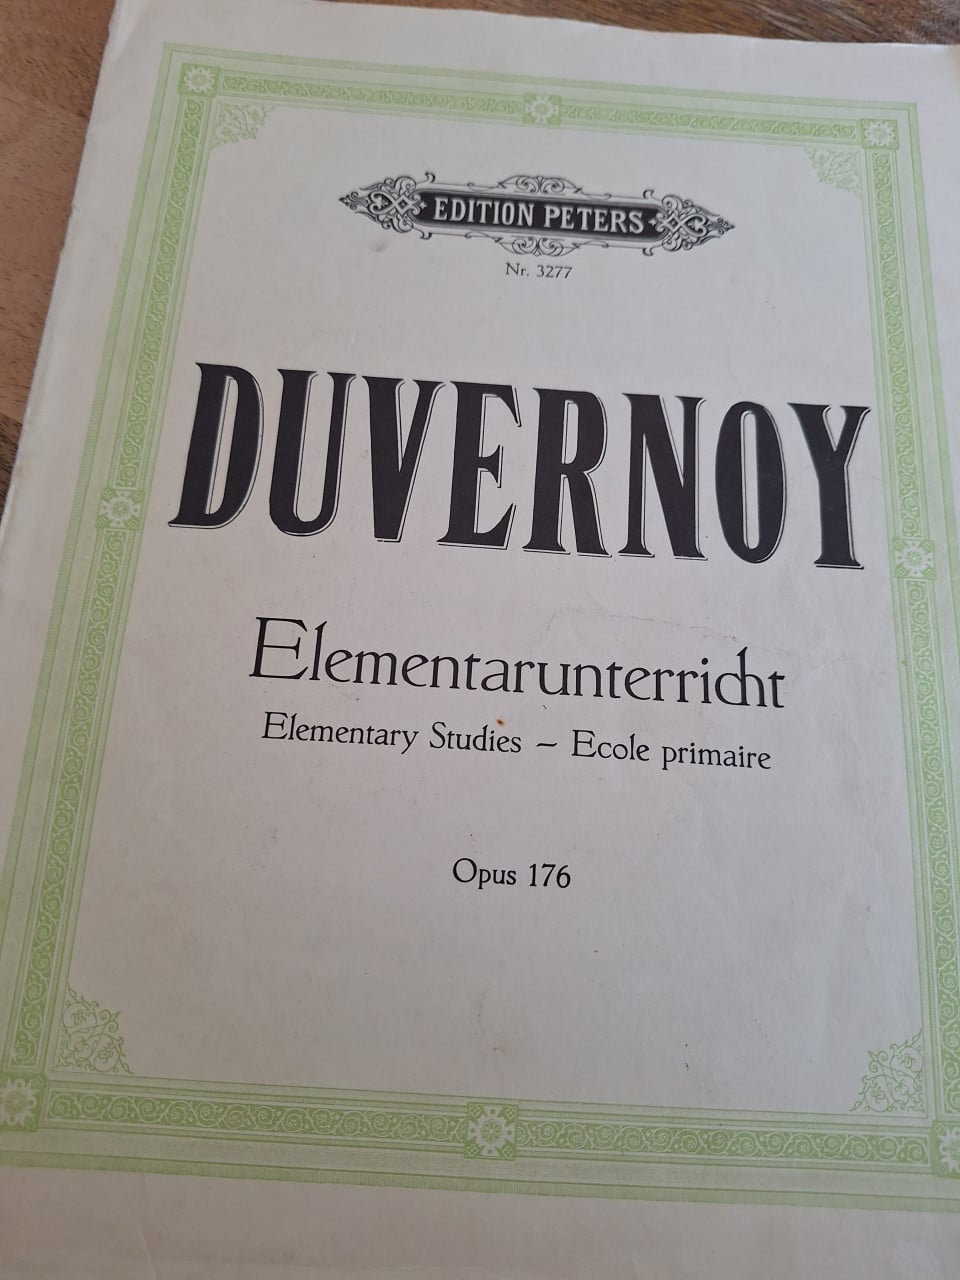 EDITION PETERS
Nr. 3277
DUVERNOY
Elementarunterricht
Elementary Studies – Ecole primaire
Opus 176